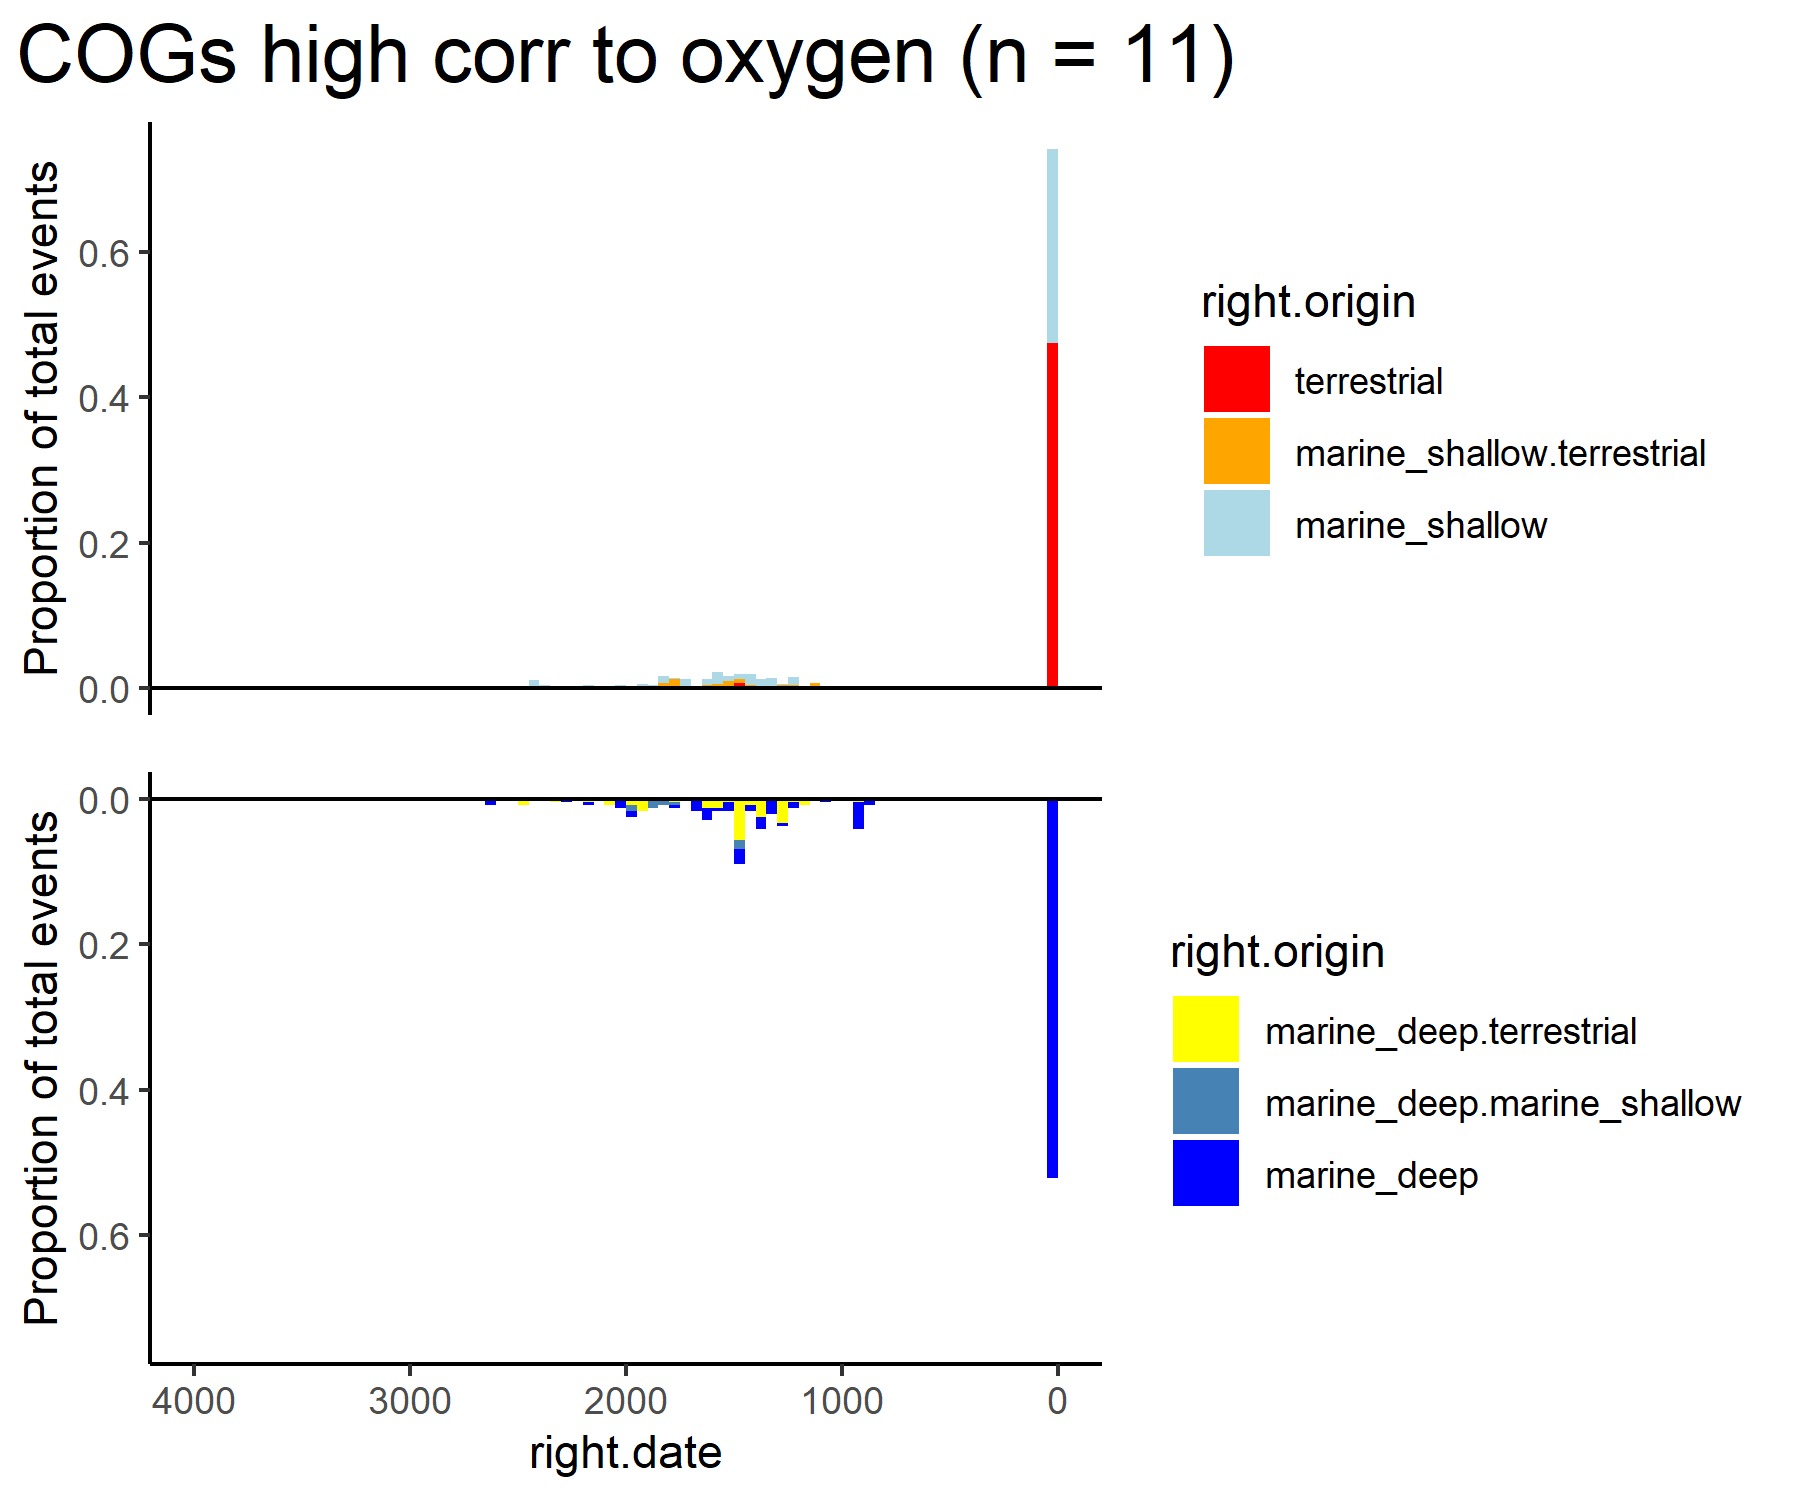 COGs high corr to oxygen (n = 11)
Proportion of total events
0.6
0.4
0.2
0.0
right.origin
terrestrial
marine_shallow.terrestrial
marine_shallow
Proportion of total events
0.0
0.2
0.4
0.6
right.origin
marine_deep.terrestrial
marine_deep.marine_shallow
marine_deep
4000 3000 2000 1000 0
right.date